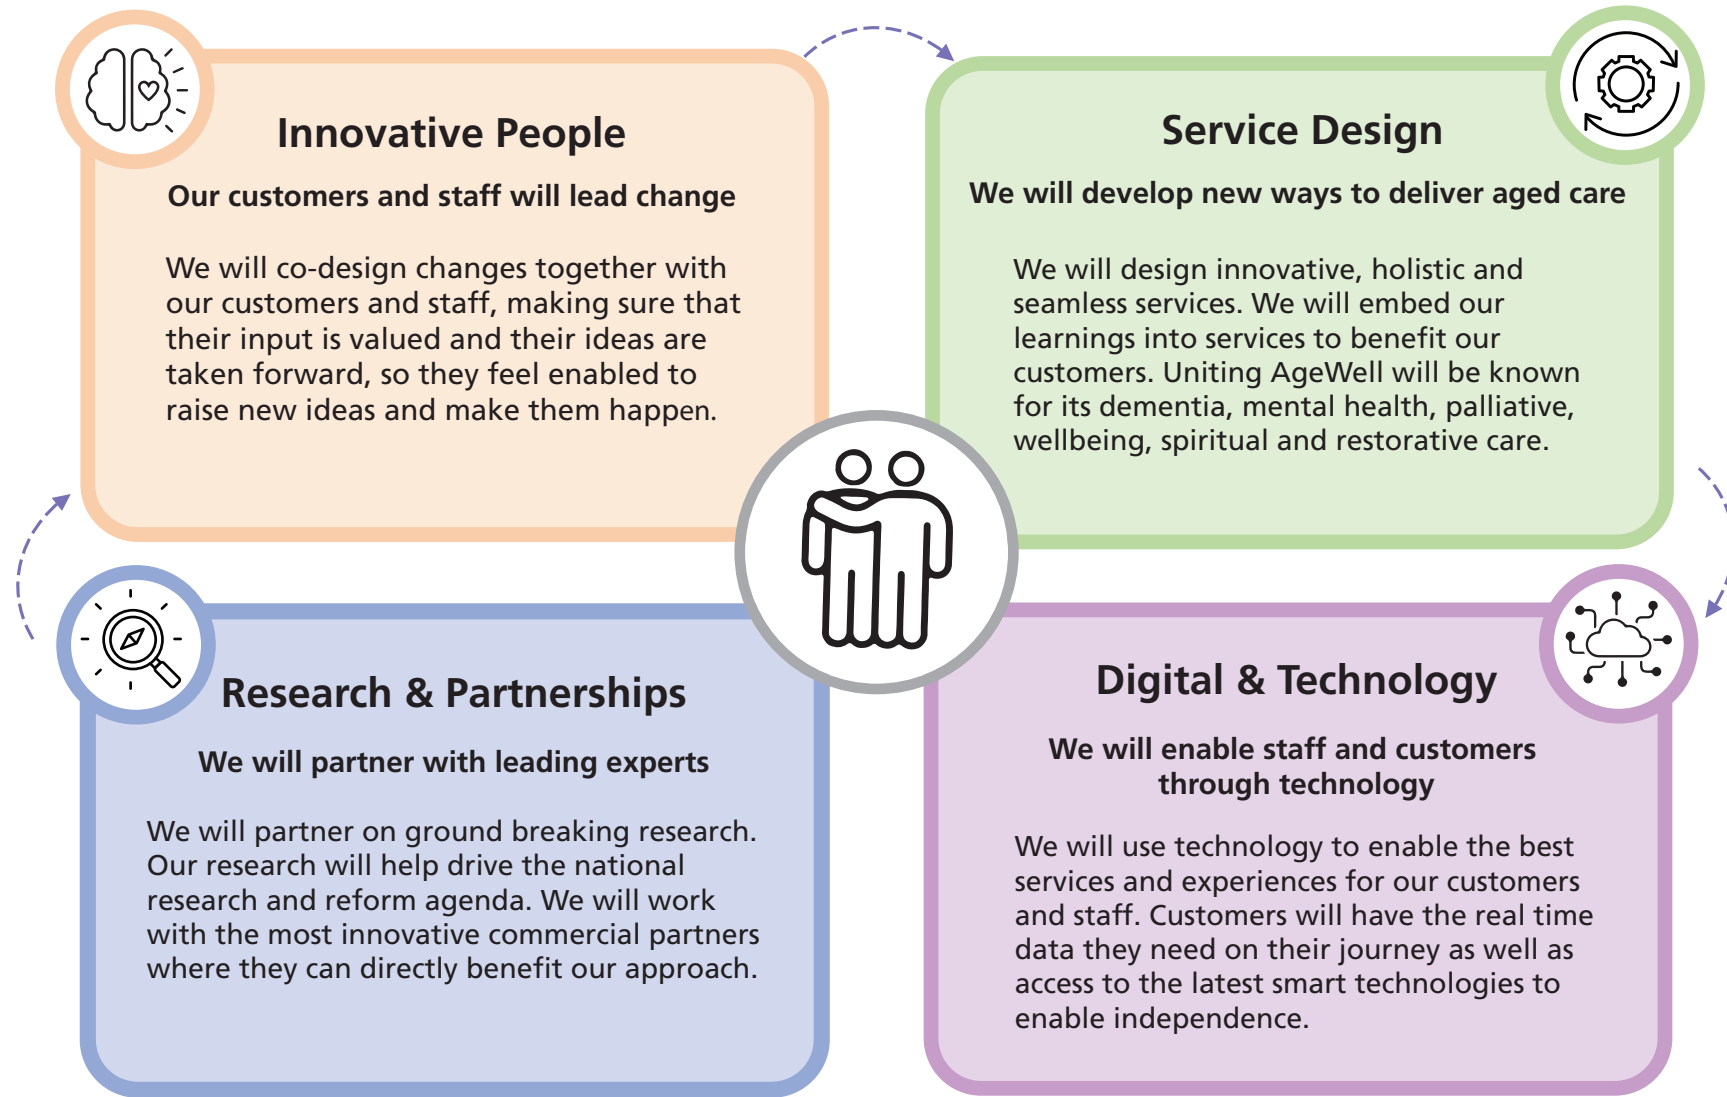 Innovative People
Our customers and staff will lead change
We will co-design changes together with
our customers and staff, making sure that
their input is valued and their ideas are
taken forward, so they feel enabled to
raise new ideas and make them happen.
Service Design
We will develop new ways to deliver aged care
We will design innovative, holistic and
seamless services. We will embed our
learnings into services to benefit our
customers. Uniting AgeWell will be known
for its dementia, mental health, palliative,
wellbeing, spiritual and restorative care.
Research & Partnerships
We will partner with leading experts
We will partner on ground breaking research.
Our research will help drive the national
research and reform agenda. We will work
with the most innovative commercial partners
where they can directly benefit our approach.
Digital & Technology
We will enable staff and customers
through technology
We will use technology to enable the best
services and experiences for our customers
and staff. Customers will have the real time
data they need on their journey as well as
access to the latest smart technologies to
enable independence.